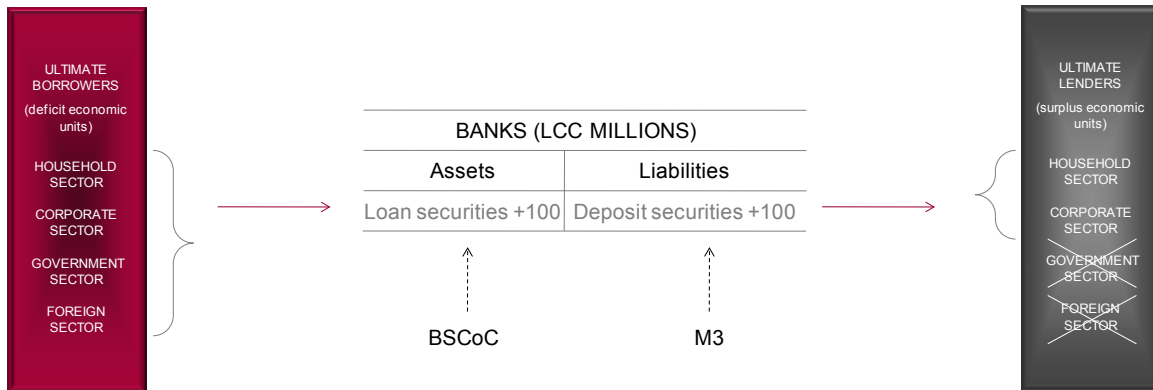 ULTIMATE
BORROWERS
(deficit economic
units)
HOUSEHOLD
SECTOR
CORPORATE
SECTOR
GOVERNMENT
SECTOR
FOREIGN
SECTOR
BANKS (LCC MILLIONS)
Assets
Liabilities
Loan securities +100
Deposit securities +100
BSCoC
M3
ULTIMATE
LENDERS
(surplus economic
units)
HOUSEHOLD
SECTOR
CORPORATE
SECTOR
GOVERNMENT
SECTOR
FOREIGN
SECTOR